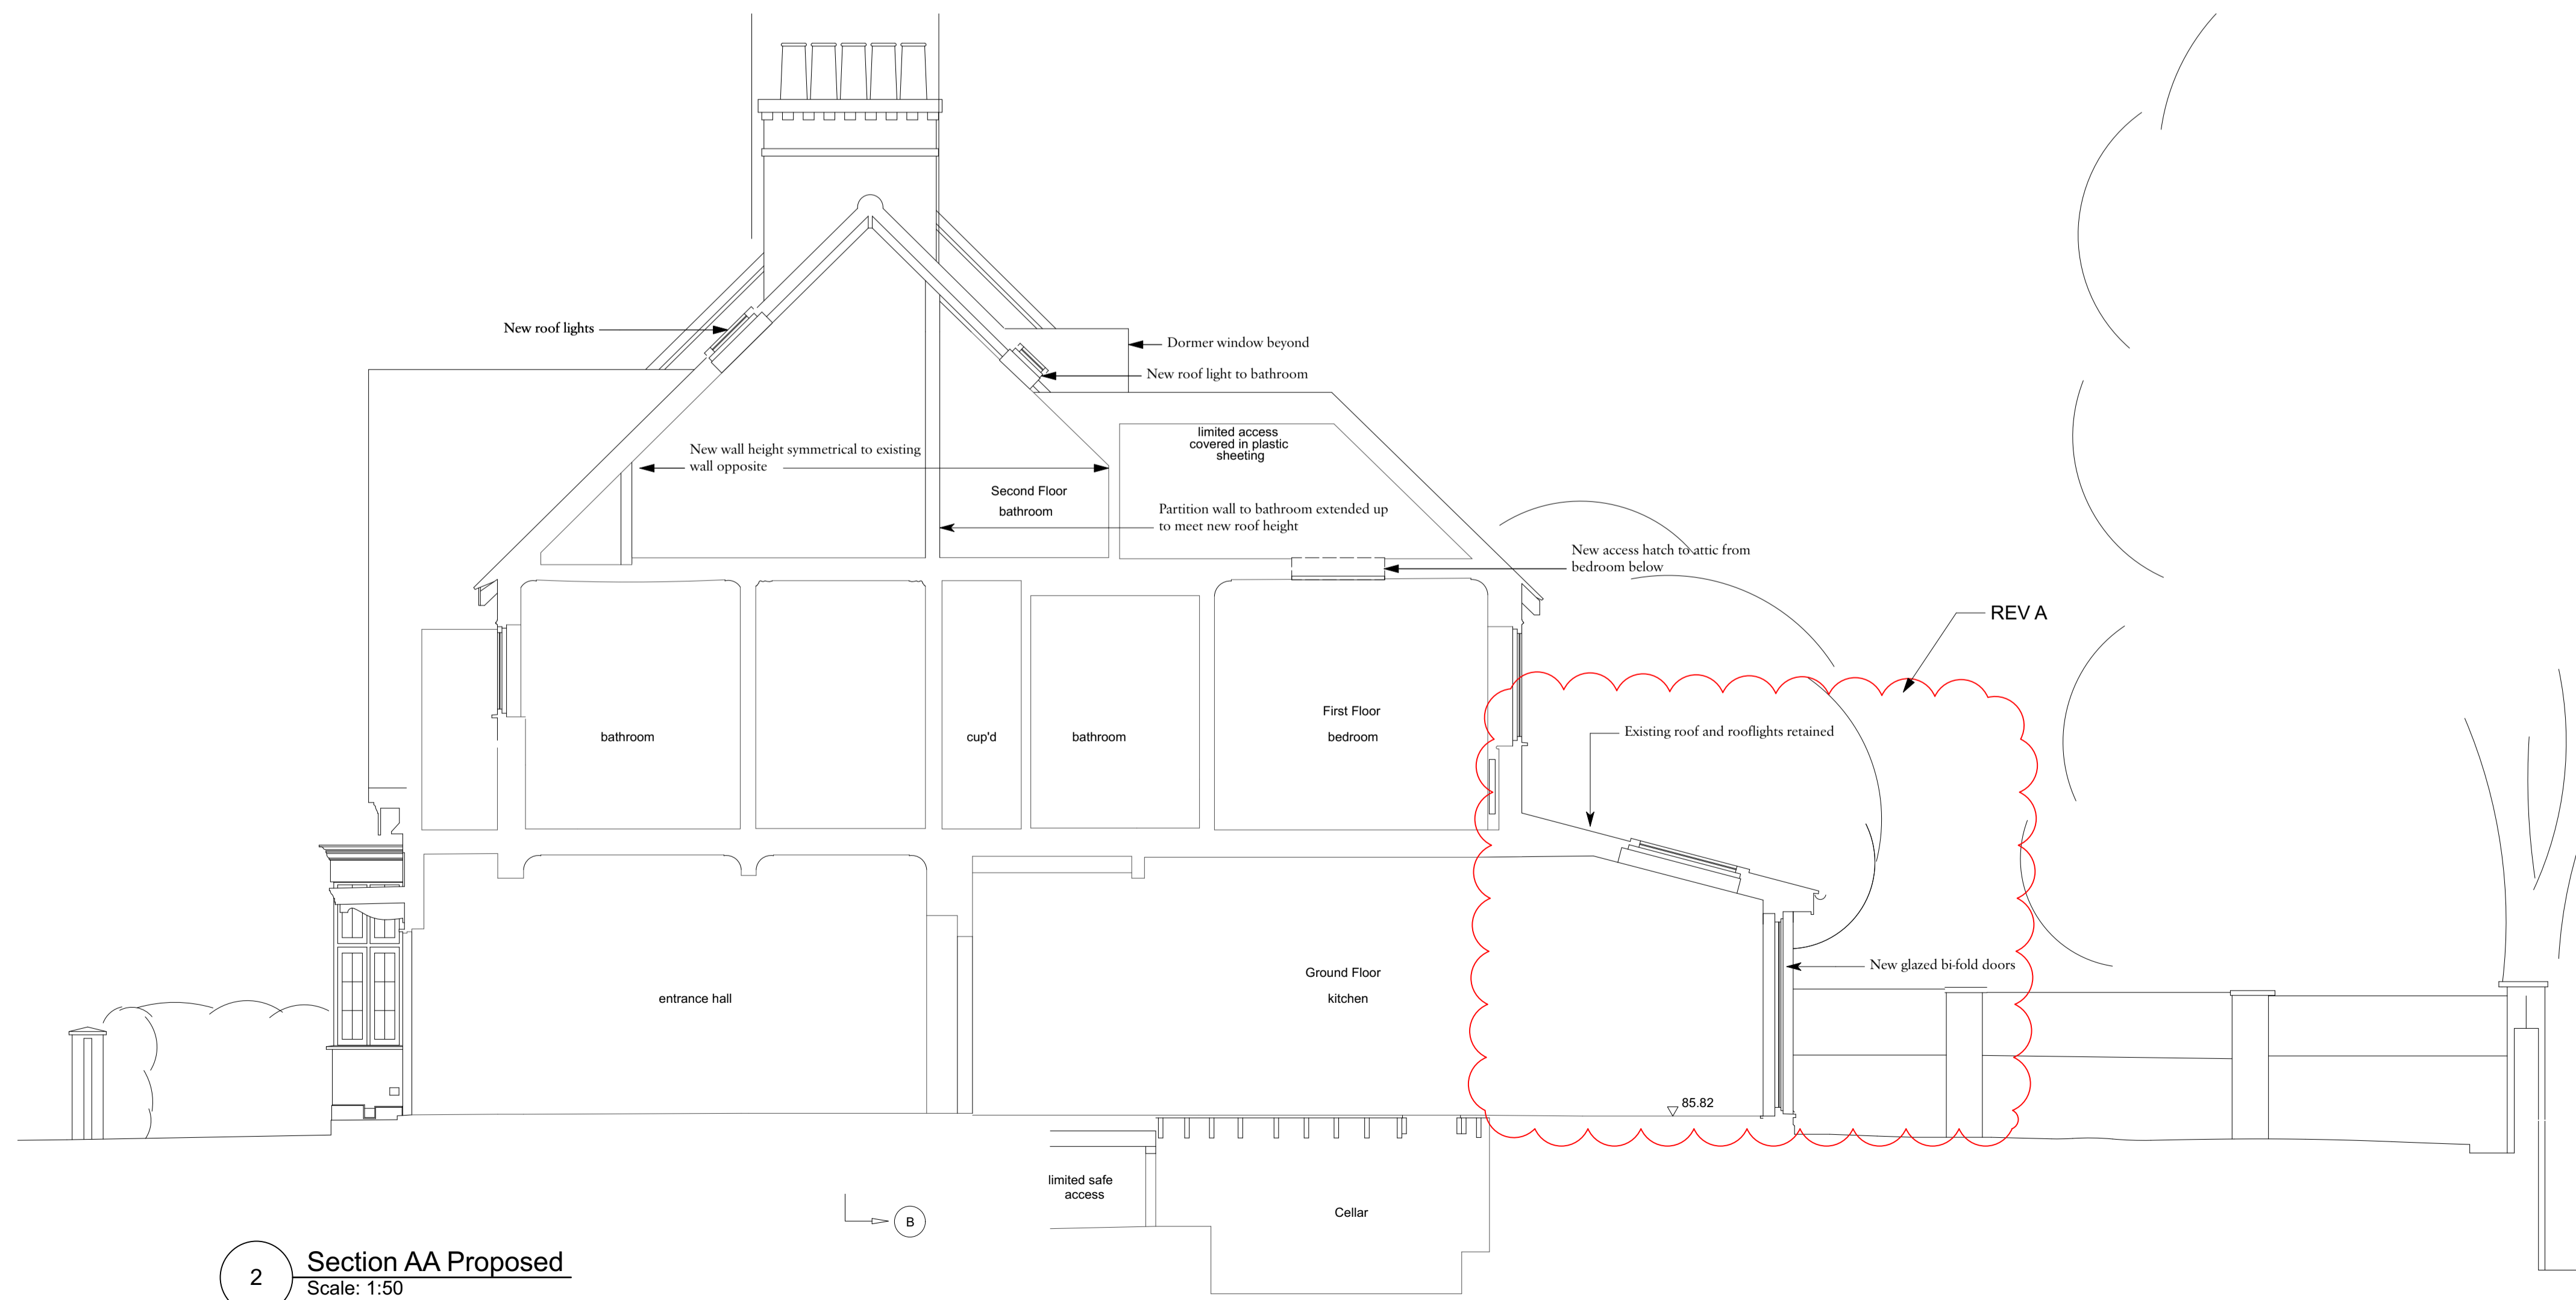 New roof lights
Dormer window beyond
New roof light to bathroom
limited access
covered in plastic
sheeting
New wall height symmetrical to existing
wall opposite
Second Floor
bathroom
Partition wall to bathroom extended up
to meet new roof height
New access hatch to attic from
bedroom below
REV A
First Floor
bathroom
cup'd
bathroom
bedroom
Existing roof and rooflights retained
New glazed bi-fold doors
Ground Floor
entrance hall
kitchen
85.82
limited safe
access
Cellar
B
2
Section AA Proposed
Scale: 1:50